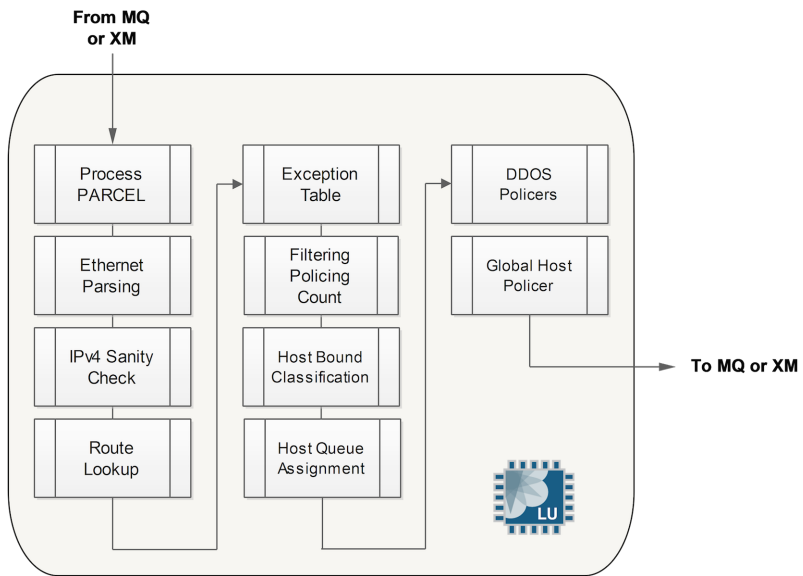 From MQ
or XM
Process
PARCEL
Ethernet
Parsing
IPv4 Sanity
Check
Route
Lookup
Exception
Table
Filtering
Policing
Count
Host Bound
Classification
Host Queue
Assignment
DDOS
Policers
Global Host
Policer
To MQ or XM
LU